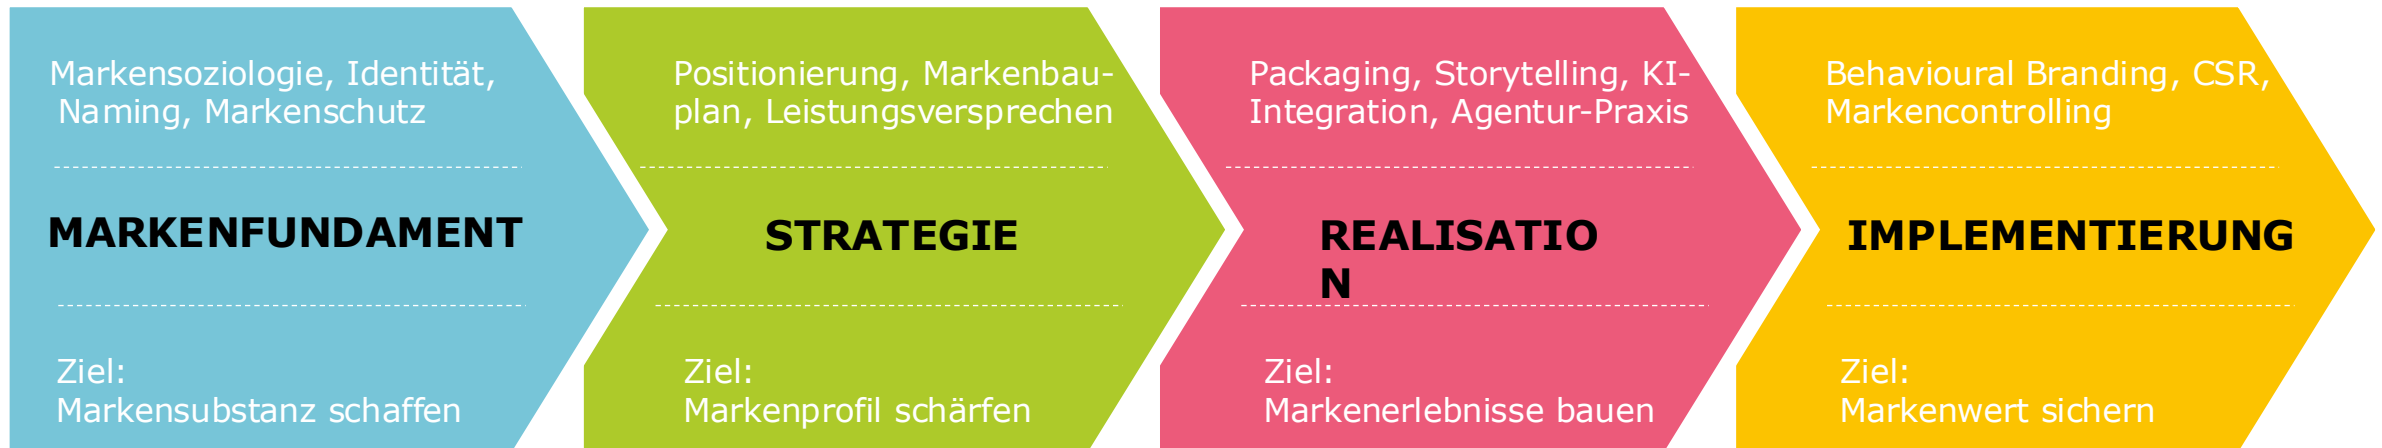 Markensoziologie, Identität,
Naming, Markenschutz
MARKENFUNDAMENT
Ziel:
Markensubstanz schaffen
Positionierung, Markenbau-
plan, Leistungsversprechen
STRATEGIE
Ziel:
Markenprofil schärfen
Packaging, Storytelling, KI-
Integration, Agentur-Praxis
REALISATIO
N
Ziel:
Markenerlebnisse bauen
Behavioural Branding, CSR,
Markencontrolling
IMPLEMENTIERUNG
Ziel:
Markenwert sichern